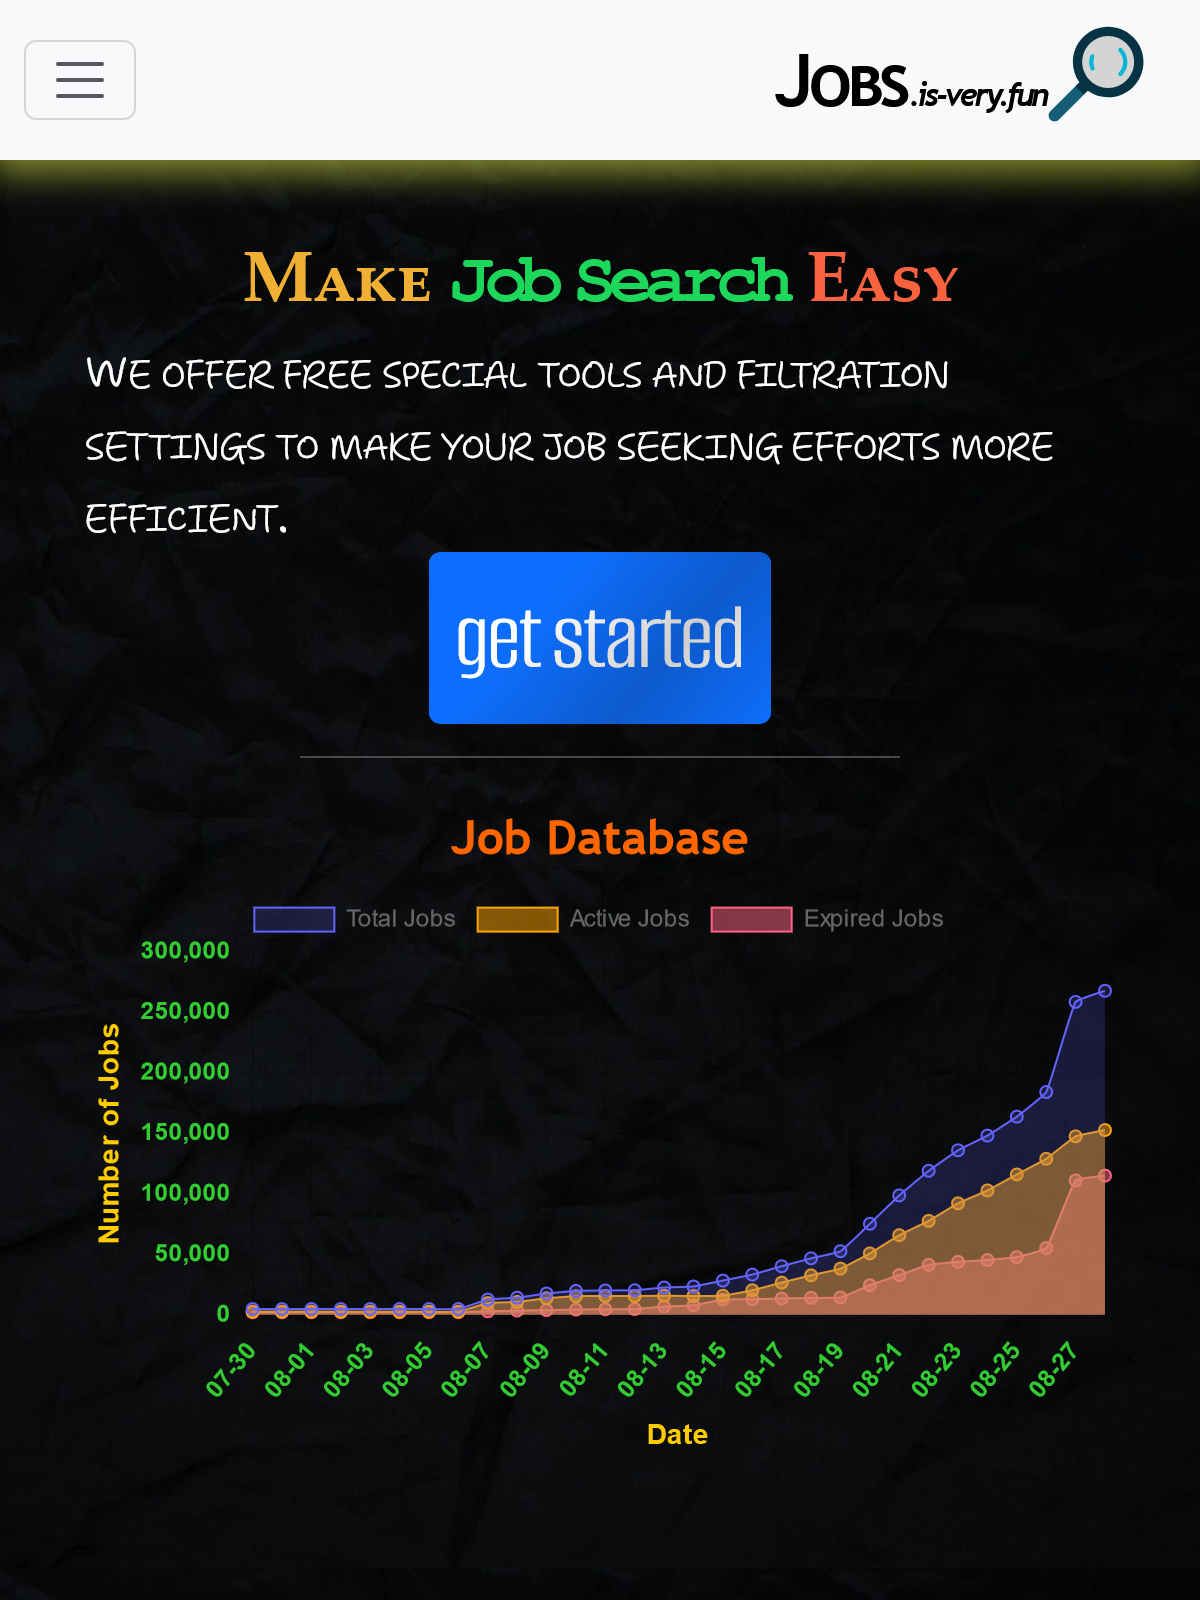 Jobs.is-very.fun
Make Job Search Easy
We offer free special tools and filtration
settings to make your job seeking efforts more
efficient.
get started
Job Database
Total Jobs Active Jobs Expired Jobs
300,000
250,000
200,000
150,000
100,000
50,000
0
Number of Jobs
07-30 08-01 08-03 08-05 08-07 08-09 08-11 08-13 08-15 08-17 08-19 08-21 08-23 08-25 08-27
Date